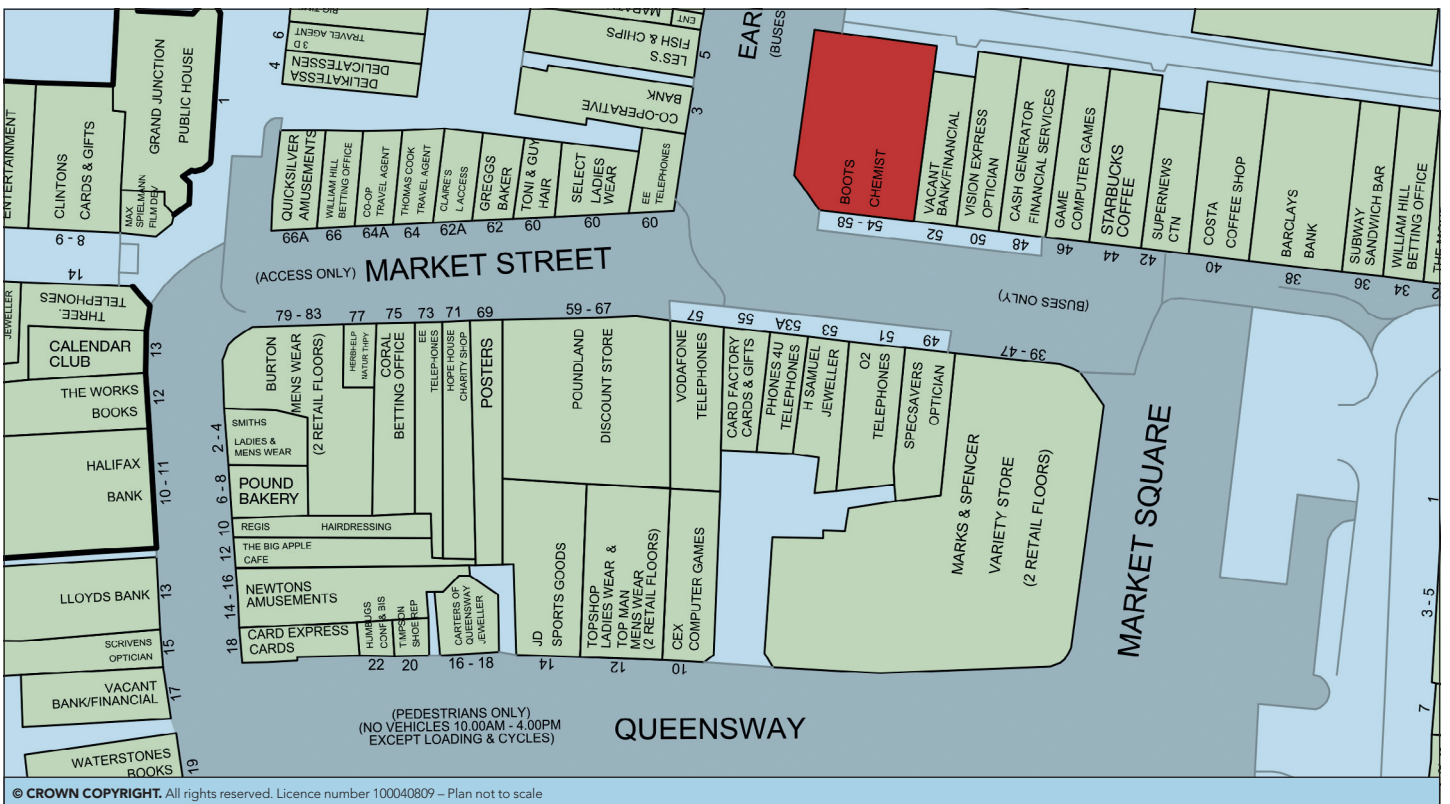 BIG TIME
TRAVEL AGENT
3 D
6
DELICATESSEN
DELIKATESSA
4
ENT
FISH & CHIPS
LES'S
5
BANK
CO-OPERATIVE
3
(BUSES
ENTERTAINMENT
CLINTONS
CARDS & GIFTS
8 - 9
GRAND JUNCTION
PUBLIC HOUSE
1
MAX
SPIELMANN
FILM DEV
QUICKSILVER
AMUSEMENTS
66A
WILLIAM HILL
BETTING OFFICE
66
CO-OP
TRAVEL AGENT
64A
THOMAS COOK
TRAVEL AGENT
64
CLAIRE'S
L ACCESS
62A
GREGGS
BAKER
62
TONI & GUY
HAIR
60
SELECT
LADIES
WEAR
60
EE
TELEPHONES
60
BOOTS
CHEMIST
54 - 58
VACANT
BANK/FINANCIAL
52
VISION EXPRESS
OPTICIAN
50
CASH GENERATOR
FINANCIAL SERVICES
48
GAME
COMPUTER GAMES
46
STARBUCKS
COFFEE
44
SUPERNEWS
CTN
42
COSTA
COFFEE SHOP
40
BARCLAYS
BANK
38
SUBWAY
SANDWICH BAR
36
WILLIAM HILL
BETTING OFFICE
34
(ACCESS ONLY) MARKET STREET
(BUSES ONLY)
14
TELEPHONES
THREE.
JEWELLER
CALENDAR
CLUB
13
THE WORKS
BOOKS
12
HALIFAX
BANK
10 - 11
LLOYDS BANK
13
SCRIVENS
OPTICIAN
15
VACANT
BANK/FINANCIAL
17
WATERSTONES
BOOKS
19
79 - 83
BURTON
MENS WEAR
(2 RETAIL FLOORS)
77
HERBHELP
NATUR THPY
75
CORAL
BETTING OFFICE
73
EE
TELEPHONES
71
HOPE HOUSE
CHARITY SHOP
69
POSTERS
59 - 67
POUNDLAND
DISCOUNT STORE
57
VODAFONE
TELEPHONES
55
CARD FACTORY
CARDS & GIFTS
53A
PHONES 4U
TELEPHONES
53
H SAMUEL
JEWELLER
51
O2
TELEPHONES
49
SPECSAVERS
OPTICIAN
39 - 47
MARKS & SPENCER
VARIETY STORE
(2 RETAIL FLOORS)
2 - 4
SMITHS
LADIES &
MENS WEAR
6 - 8
POUND
BAKERY
10
REGIS HAIRDRESSING
12
THE BIG APPLE
CAFE
14 - 16
NEWTONS
AMUSEMENTS
18
CARD EXPRESS
CARDS
HUMBUGS
CONF & BIS
22
TIMPSON
SHOE REP
20
CARTERS OF
QUEENSWAY
JEWELLER
16 - 18
JD
SPORTS GOODS
14
TOPSHOP
LADIES WEAR &
TOP MAN
MENS WEAR
(2 RETAIL FLOORS)
12
CEX
COMPUTER GAMES
10
MARKET SQUARE
1
3 - 5
7
(PEDESTRIANS ONLY)
(NO VEHICLES 10.00AM - 4.00PM
EXCEPT LOADING & CYCLES)
QUEENSWAY
© CROWN COPYRIGHT. All rights reserved. Licence number 100040809 – Plan not to scale